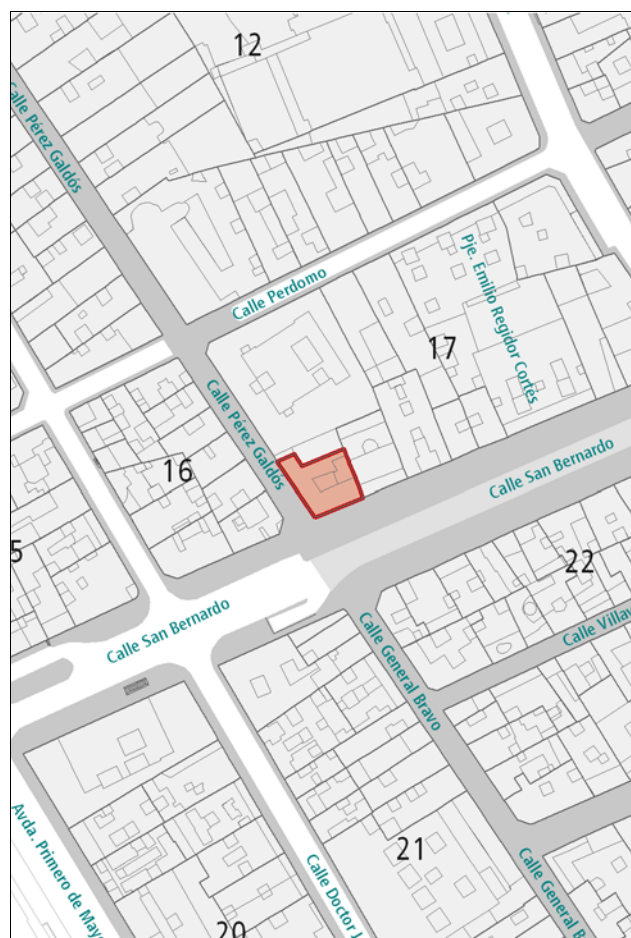 12
Calle Pérez Galdós
Calle Perdomo
Pje. Emilio Regidor Cortés
17
Calle Pérez Galdós
16
Calle San Bernardo
5
22
Calle San Bernardo
Calle Villav
Calle General Bravo
Avda. Primero de Mayo
21
Calle Doctor J
Calle General B
20